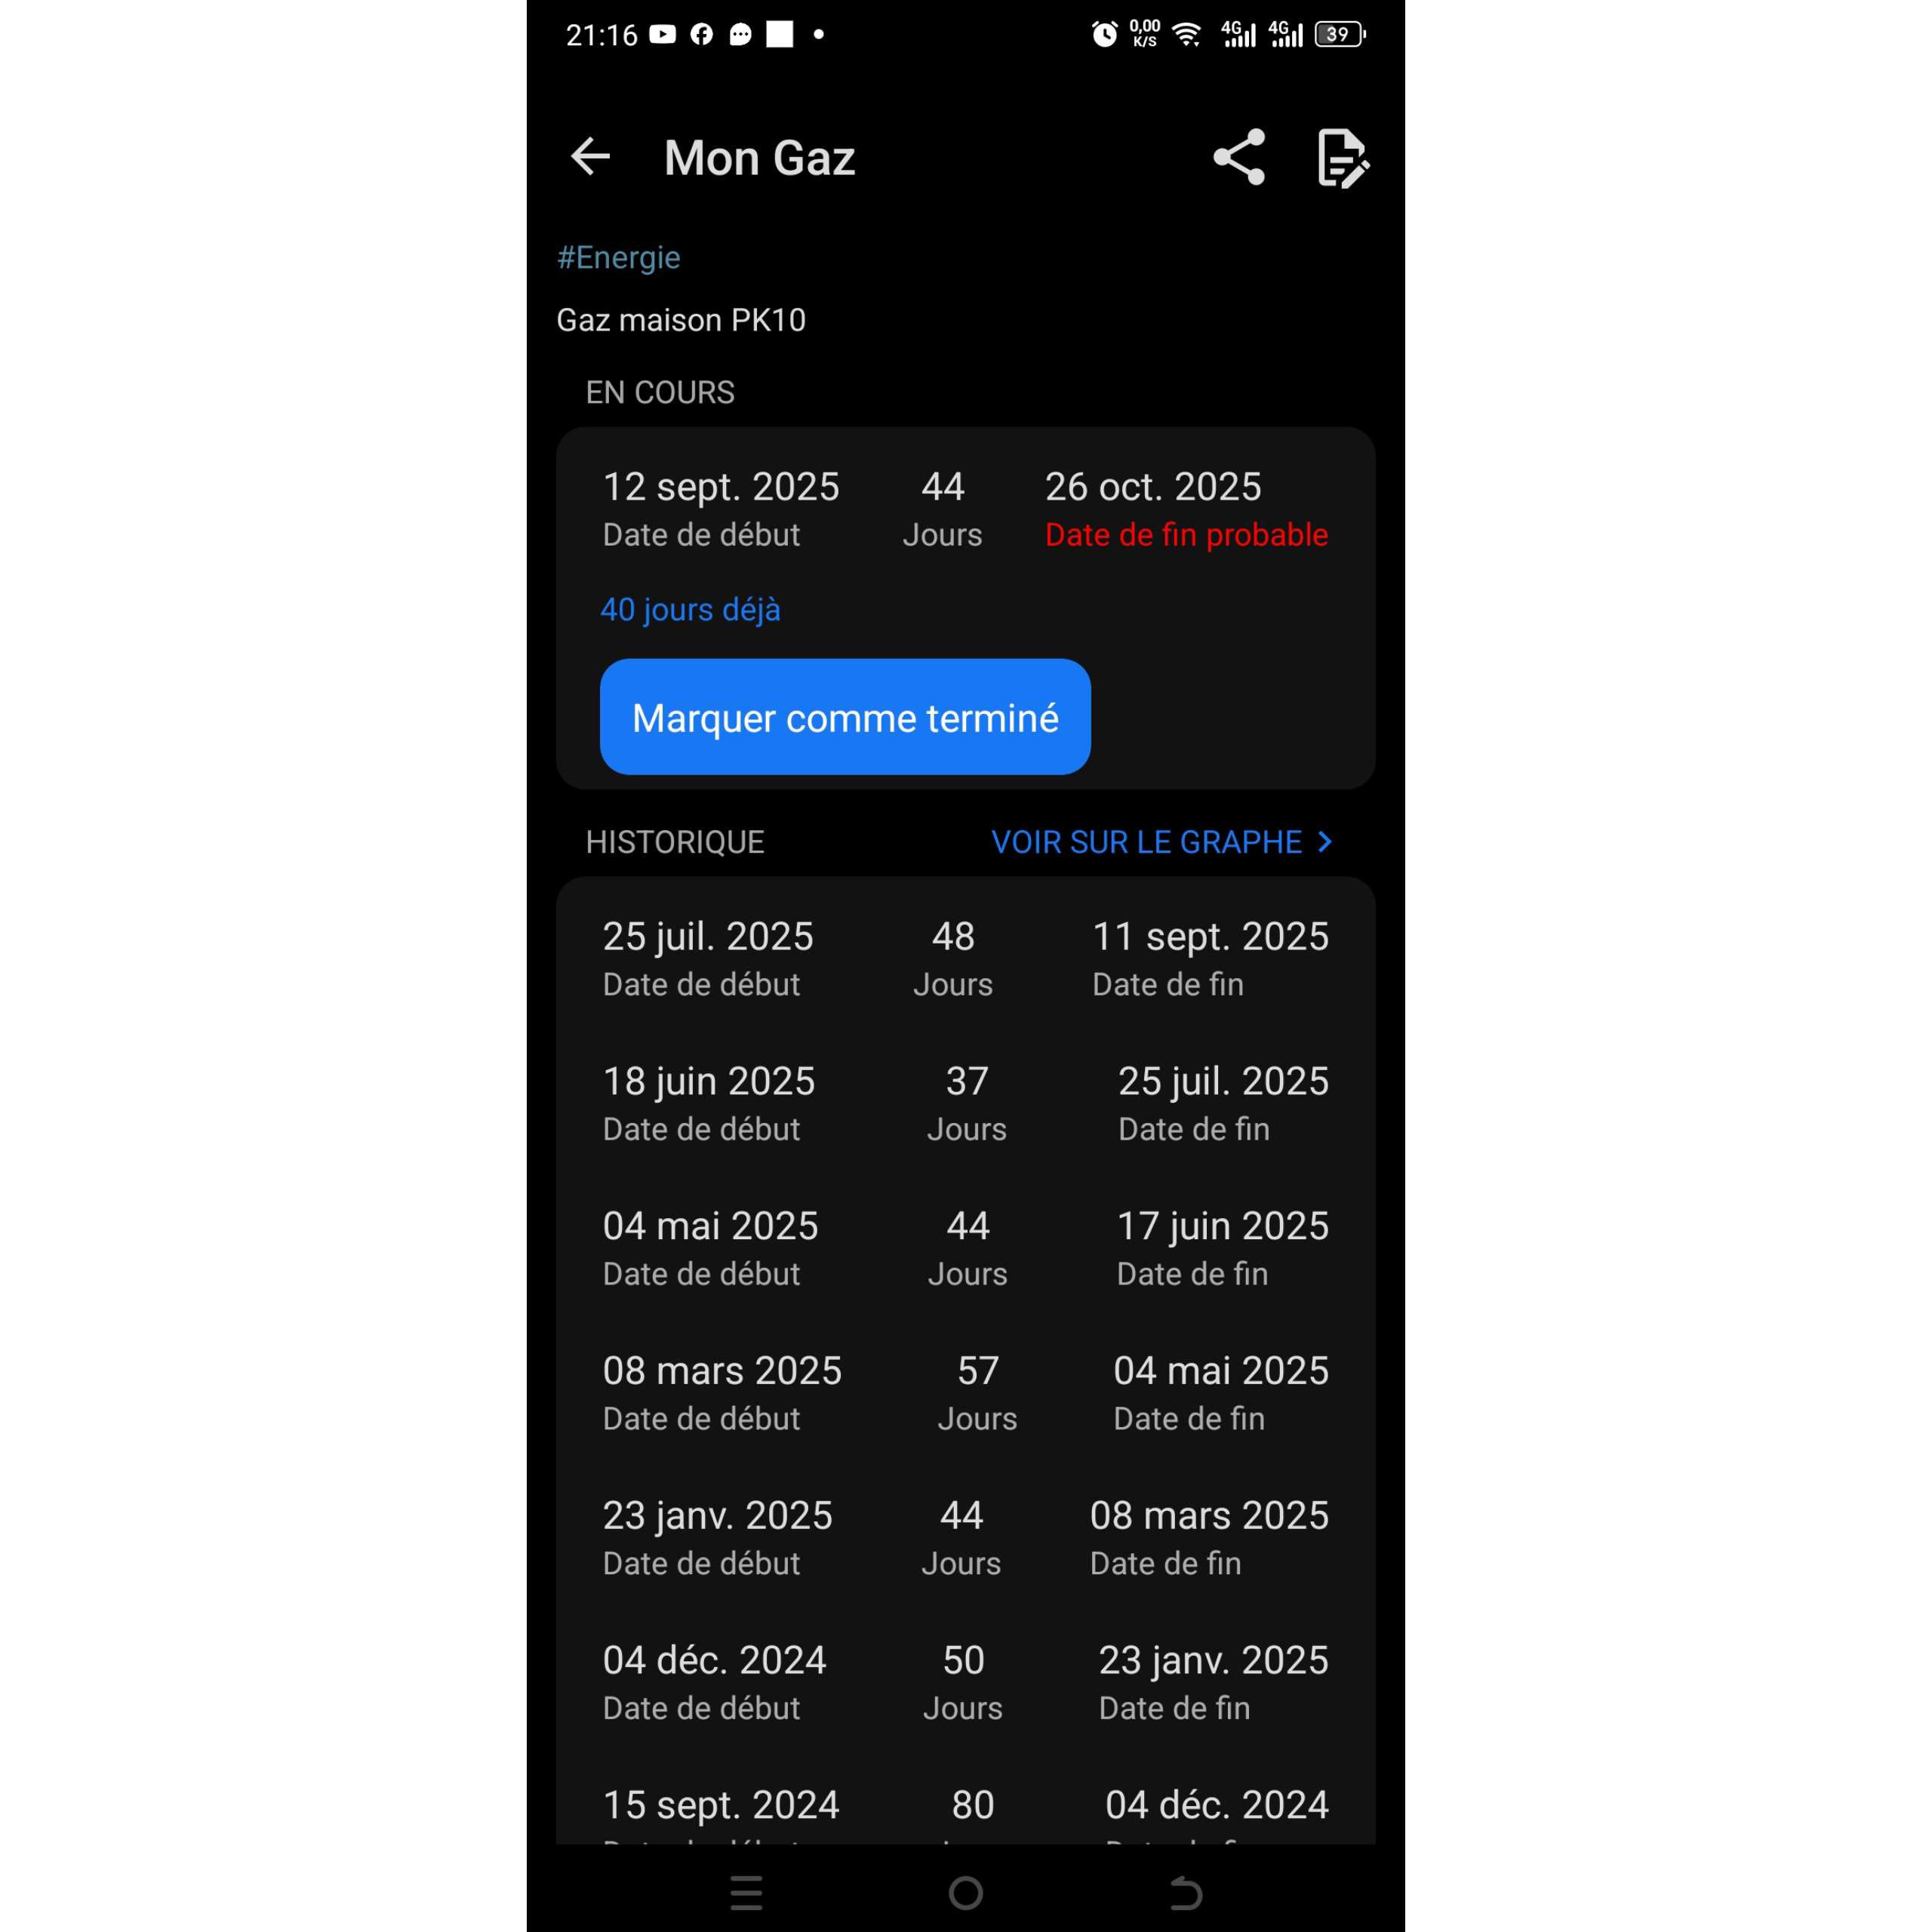 21:16
0,00
K/S
4G
4G
39
Mon Gaz
#Energie
Gaz maison PK10
EN COURS
12 sept. 2025 44 26 oct. 2025
Date de début Jours Date de fin probable
40 jours déjà
Marquer comme terminé
HISTORIQUE VOIR SUR LE GRAPHE
25 juil. 2025 48 11 sept. 2025
Date de début Jours Date de fin
18 juin 2025 37 25 juil. 2025
Date de début Jours Date de fin
04 mai 2025 44 17 juin 2025
Date de début Jours Date de fin
08 mars 2025 57 04 mai 2025
Date de début Jours Date de fin
23 janv. 2025 44 08 mars 2025
Date de début Jours Date de fin
04 déc. 2024 50 23 janv. 2025
Date de début Jours Date de fin
15 sept. 2024 80 04 déc. 2024